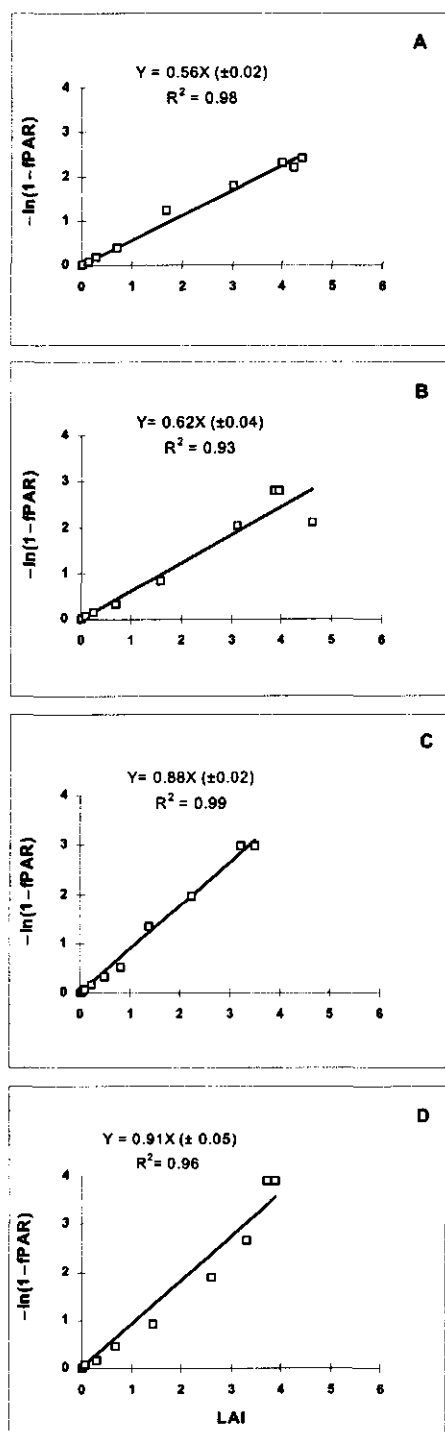 A
Y = 0.56X (±0.02)
R² = 0.98
−ln(1−fPAR)
4
3
2
1
0
0 1 2 3 4 5 6
B
Y= 0.62X (±0.04)
R² = 0.93
−ln(1−fPAR)
4
3
2
1
0
0 1 2 3 4 5 6
C
Y= 0.88X (±0.02)
R² = 0.99
−ln(1−fPAR)
4
3
2
1
0
0 1 2 3 4 5 6
D
Y = 0.91X (± 0.05)
R²= 0.96
−ln(1−fPAR)
4
3
2
1
0
0 1 2 3 4 5 6
LAI